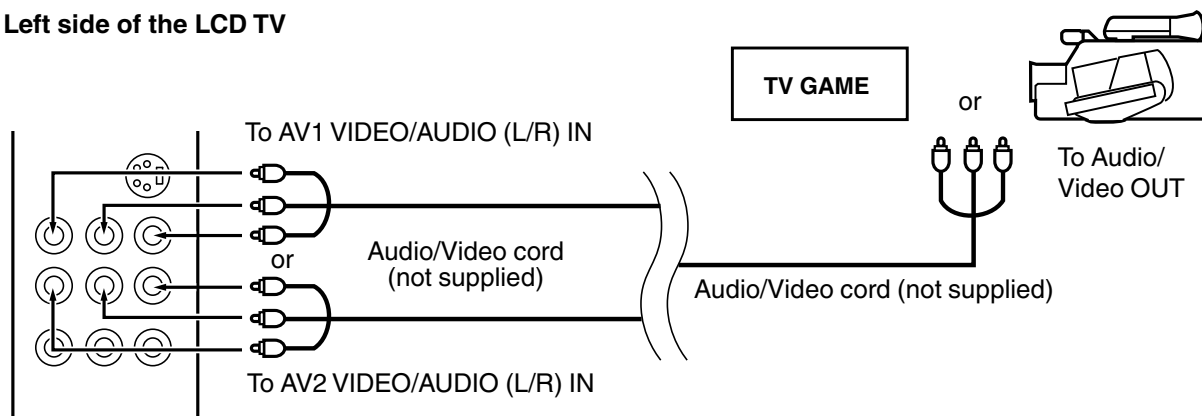 Left side of the LCD TV
TV GAME
or
To Audio/
Video OUT
To AV1 VIDEO/AUDIO (L/R) IN
or
Audio/Video cord
(not supplied)
Audio/Video cord (not supplied)
To AV2 VIDEO/AUDIO (L/R) IN